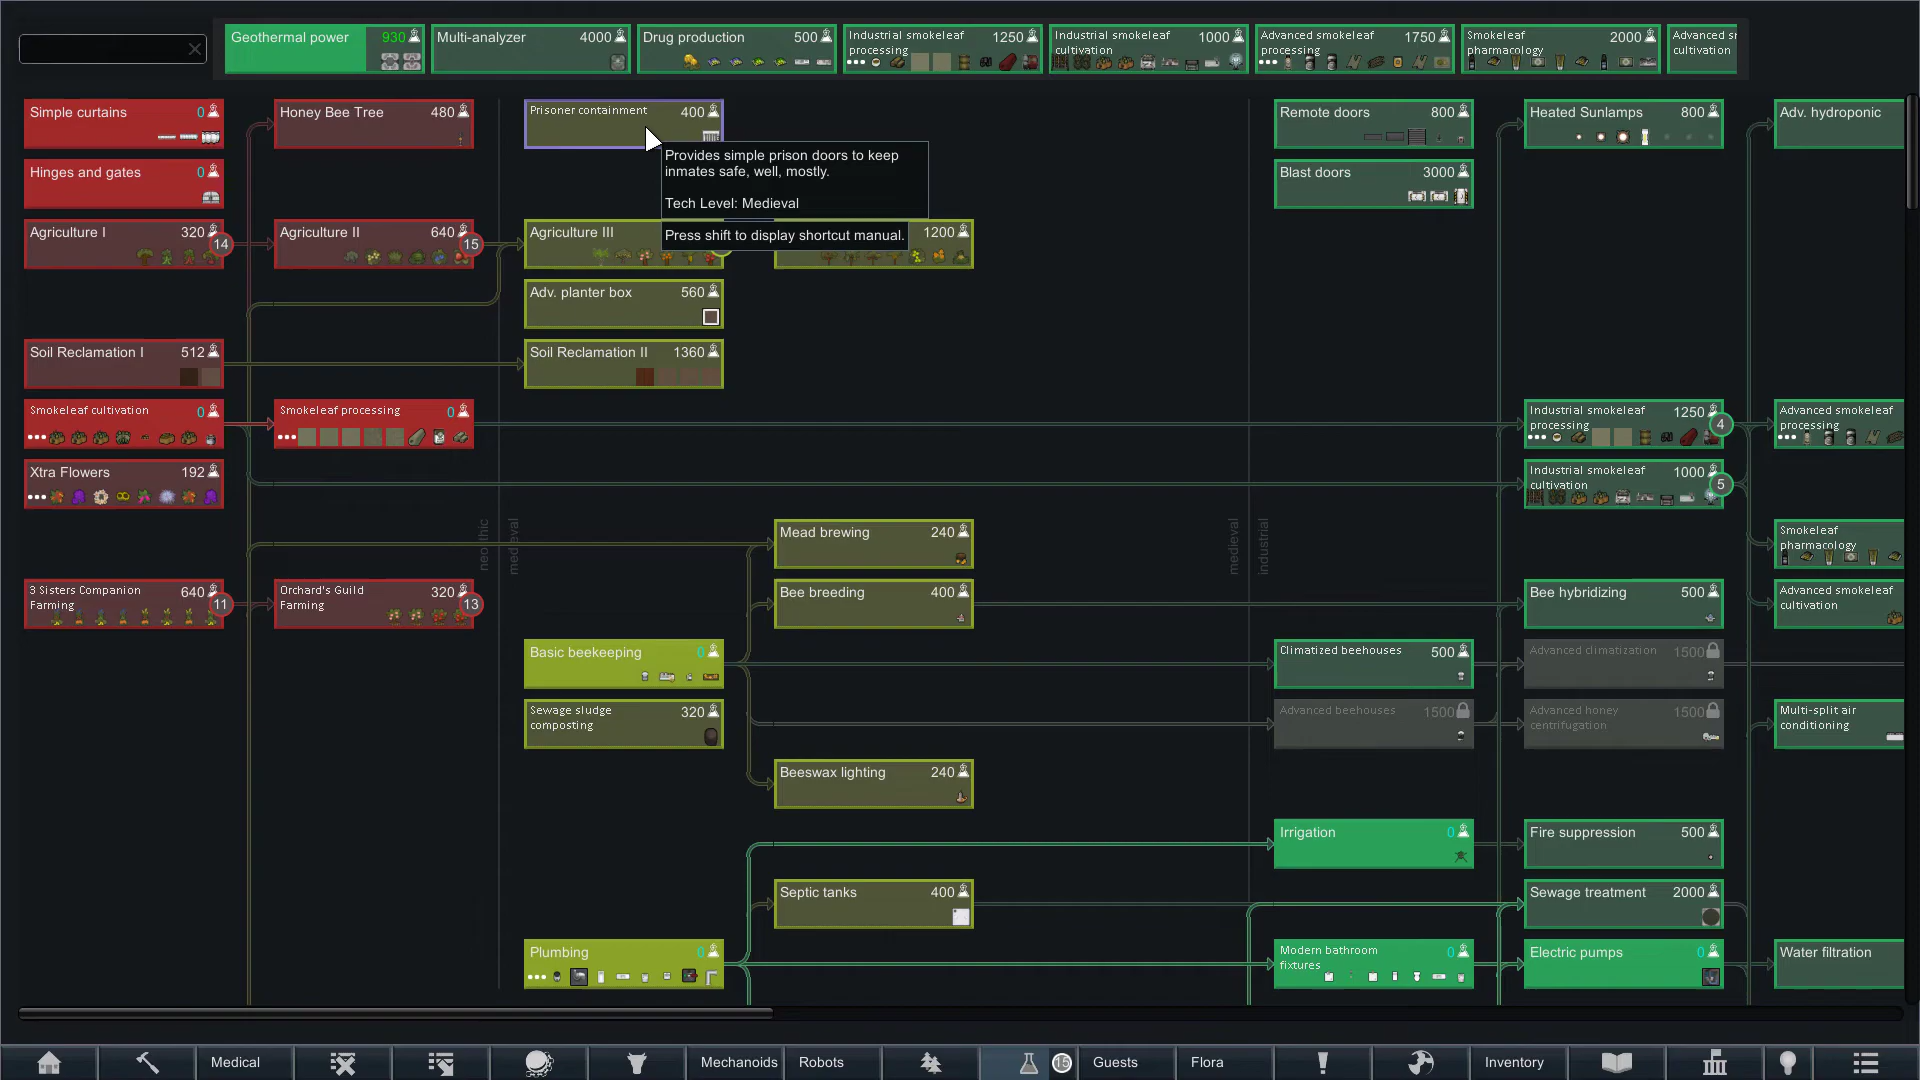 Geothermal power 930
Multi-analyzer 4000
Drug production 500
Industrial smokeleaf processing 1250
Industrial smokeleaf cultivation 1000
Advanced smokeleaf processing 1750
Smokeleaf pharmacology 2000
cultivation
Simple curtains 0
Honey Bee Tree 480
Prisoner containment 400
Remote doors 800
Heated Sunlamps 800
Adv. hydroponic
Provides simple prison doors to keep
inmates safe, well, mostly.
Tech Level: Medieval
Press shift to display shortcut manual.
Hinges and gates 0
Blast doors 3000
Agriculture I 320
14
Agriculture II 640
15
Agriculture III
1200
Adv. planter box 560
Soil Reclamation I 512
Soil Reclamation II 1360
Smokeleaf cultivation 0
Smokeleaf processing 0
Industrial smokeleaf
processing 1250
4
Advanced smokeleaf
processing
Xtra Flowers 192
Industrial smokeleaf
cultivation 1000
5
neolithic
medieval
medieval
industrial
Mead brewing 240
Smokeleaf
pharmacology
3 Sisters Companion
Farming 640
11
Orchard's Guild
Farming 320
13
Bee breeding 400
Bee hybridizing 500
Advanced smokeleaf
cultivation
Basic beekeeping 0
Climatized beehouses 500
Advanced climatization 1500
Sewage sludge
composting 320
Advanced beehouses 1500
Advanced honey
centrifugation 1500
Multi-split air
conditioning
Beeswax lighting 240
Irrigation 0
Fire suppression 500
Septic tanks 400
Sewage treatment 2000
Plumbing 0
Modern bathroom
fixtures 0
Electric pumps 0
Water filtration
Medical
Mechanoids
Robots
15
Guests
Flora
Inventory